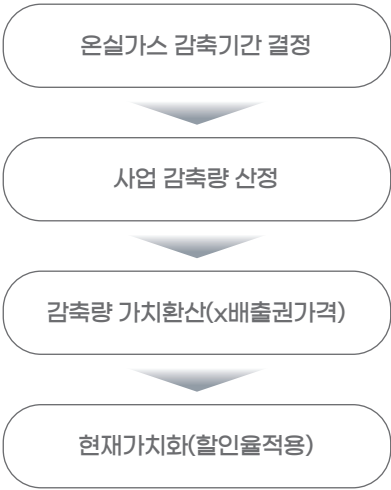 온실가스 감축기간 결정
사업 감축량 산정
감축량 가치환산(x배출권가격)
현재가치화(할인율적용)